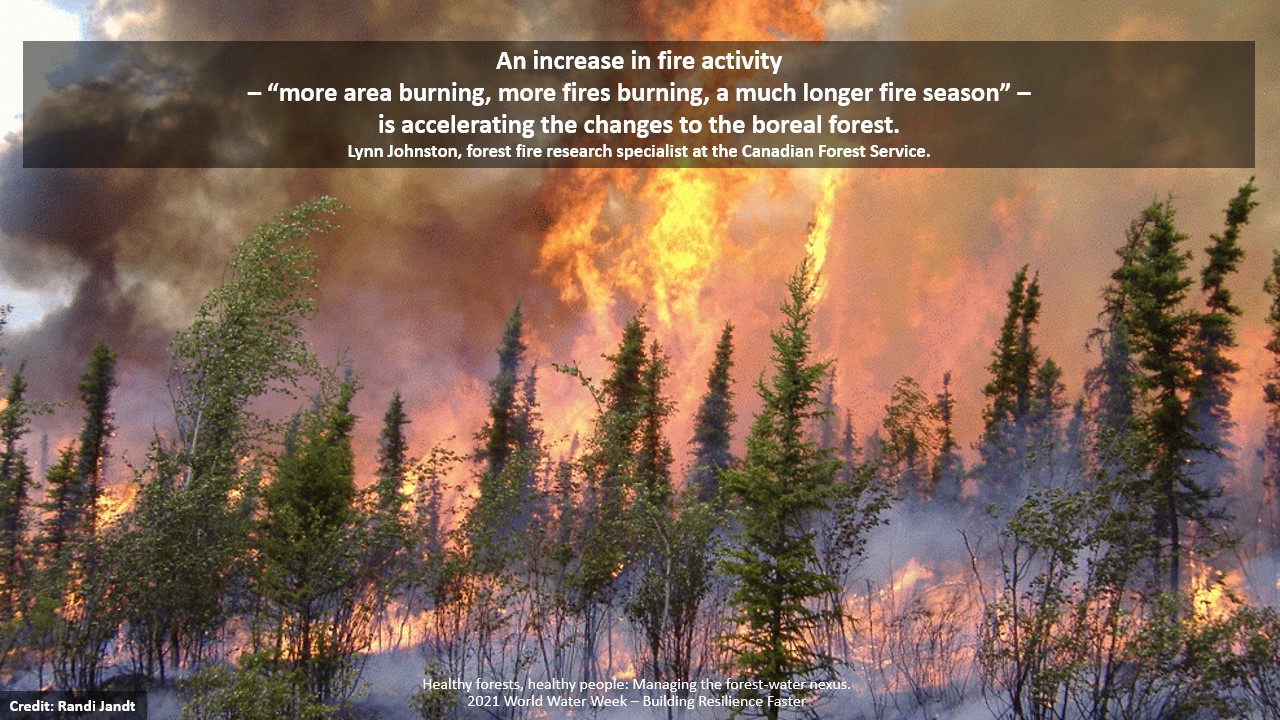 An increase in fire activity
– “more area burning, more fires burning, a much longer fire season” –
is accelerating the changes to the boreal forest.
Lynn Johnston, forest fire research specialist at the Canadian Forest Service.
Healthy forests, healthy people: Managing the forest-water nexus.
2021 World Water Week – Building Resilience Faster
Credit: Randi Jandt